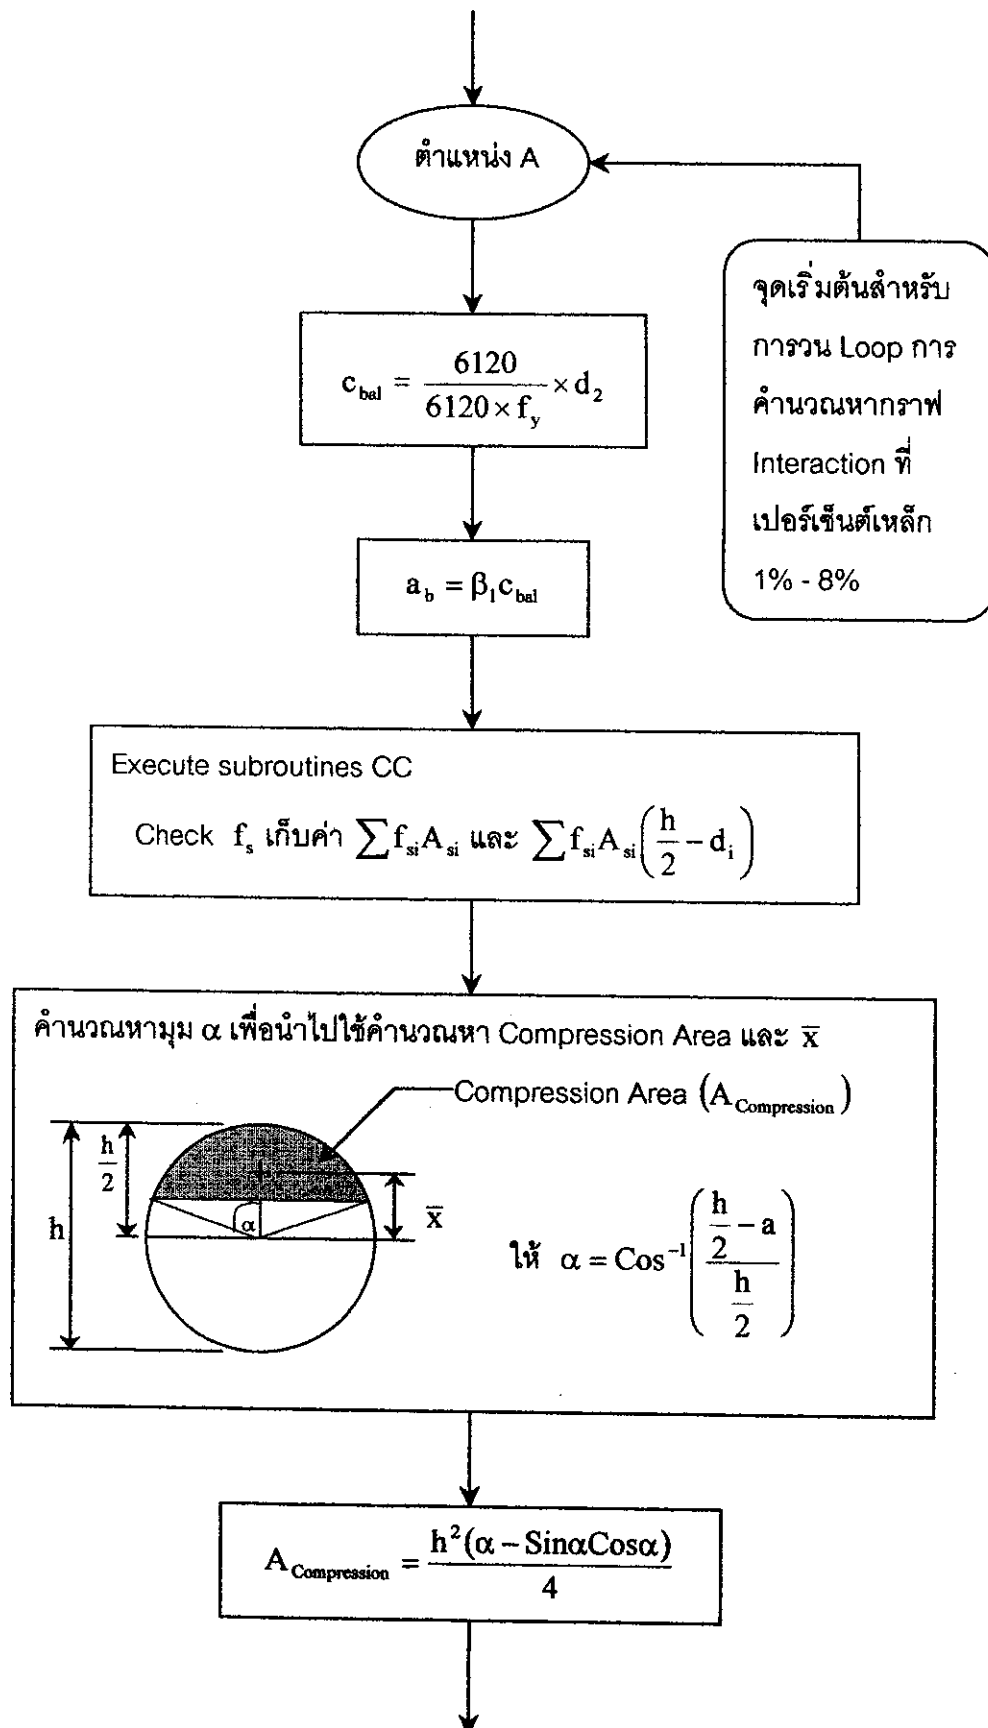 ตำแหน่ง A
จุดเริ่มต้นสำหรับ
การวน Loop การ
คำนวณหากราฟ
Interaction ที่
เปอร์เซ็นต์เหล็ก
1% - 8%
c_bal = 6120 / (6120 × f_y) × d_2
a_b = β_1 c_bal
Execute subroutines CC
Check f_s เก็บค่า ∑ f_si A_si และ ∑ f_si A_si (h/2 − d_i)
คำนวณหามุม α เพื่อนำไปใช้คำนวณหา Compression Area และ x̄
Compression Area (A_Compression)
h/2
h
α
x̄
ให้ α = Cos⁻¹((h/2 − a) / (h/2))
A_Compression = h²(α − SinαCosα) / 4